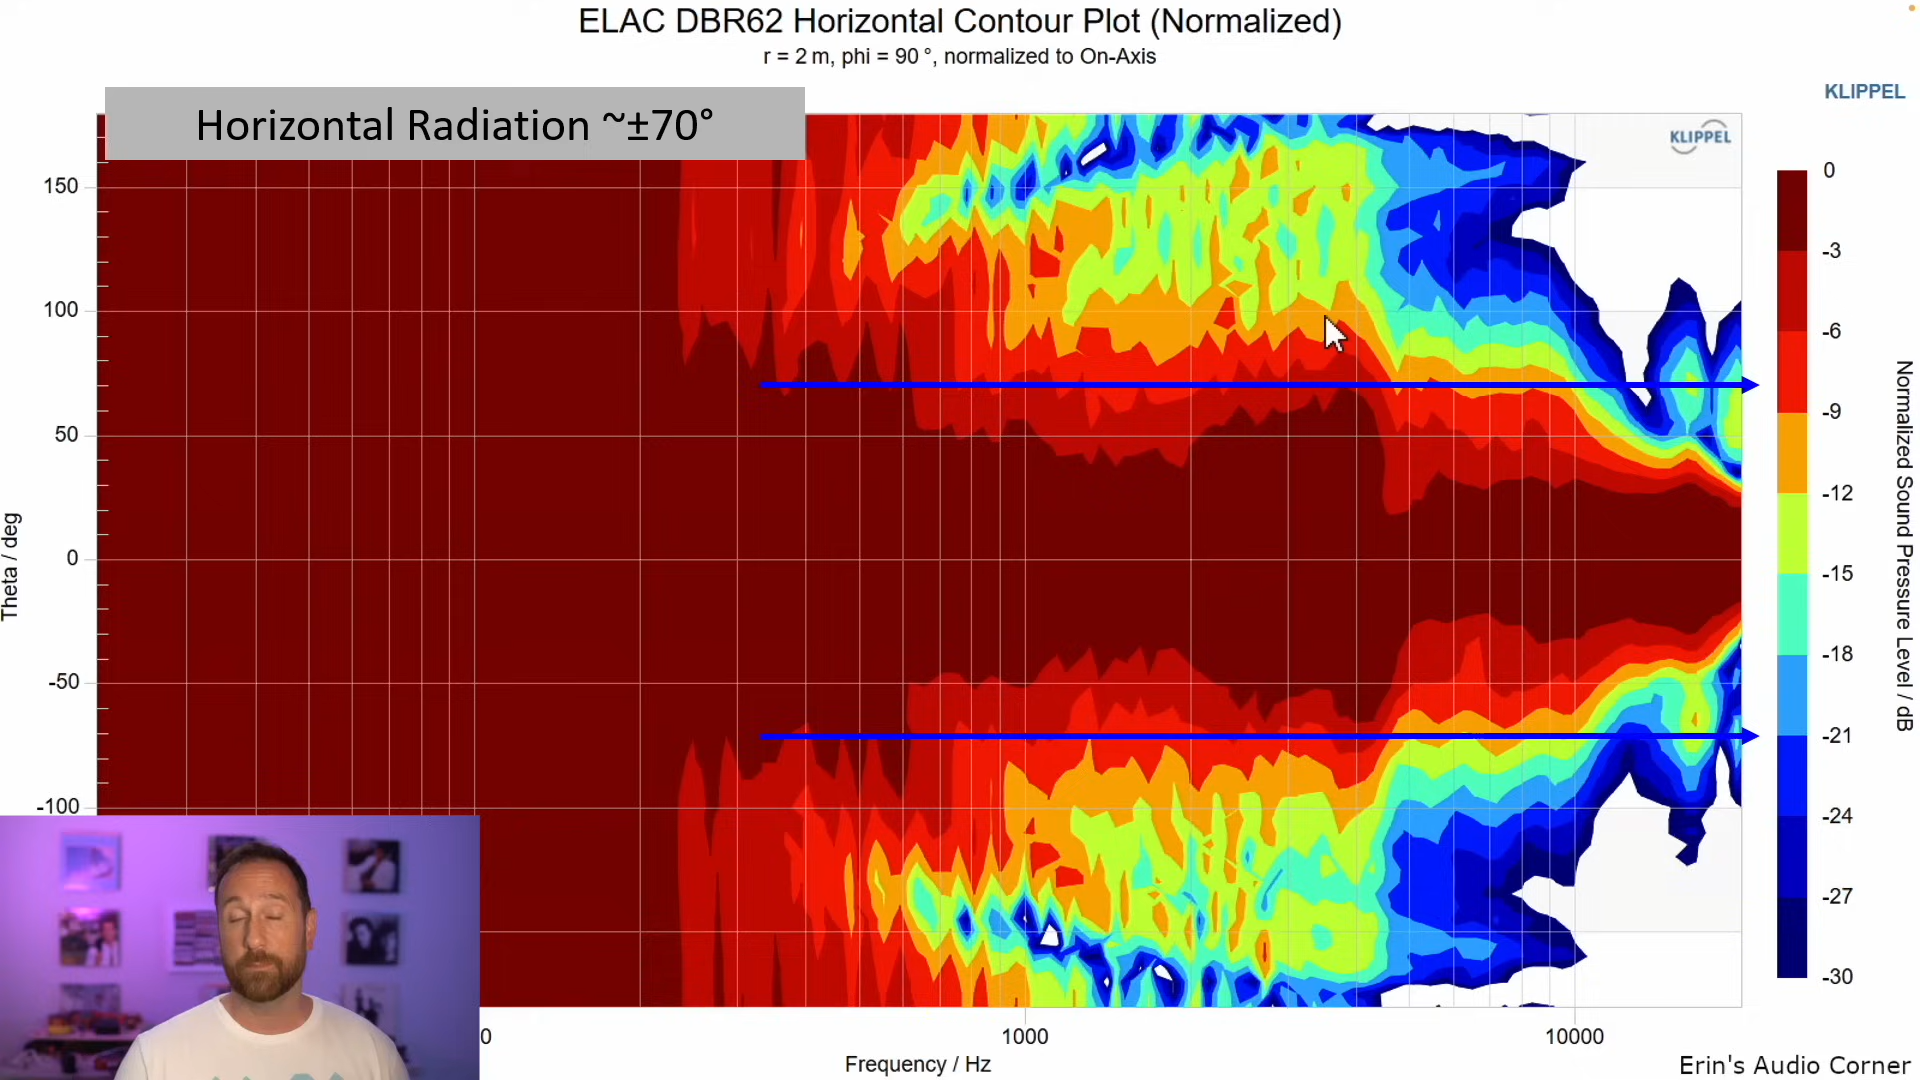 ELAC DBR62 Horizontal Contour Plot (Normalized)
r = 2 m, phi = 90 °, normalized to On-Axis
KLIPPEL
Horizontal Radiation ~±70°
KLIPPEL
150
100
50
0
-50
-100
Theta / deg
0
-3
-6
-9
-12
-15
-18
-21
-24
-27
-30
Normalized Sound Pressure Level / dB
0
1000
10000
Frequency / Hz
Erin's Audio Corner